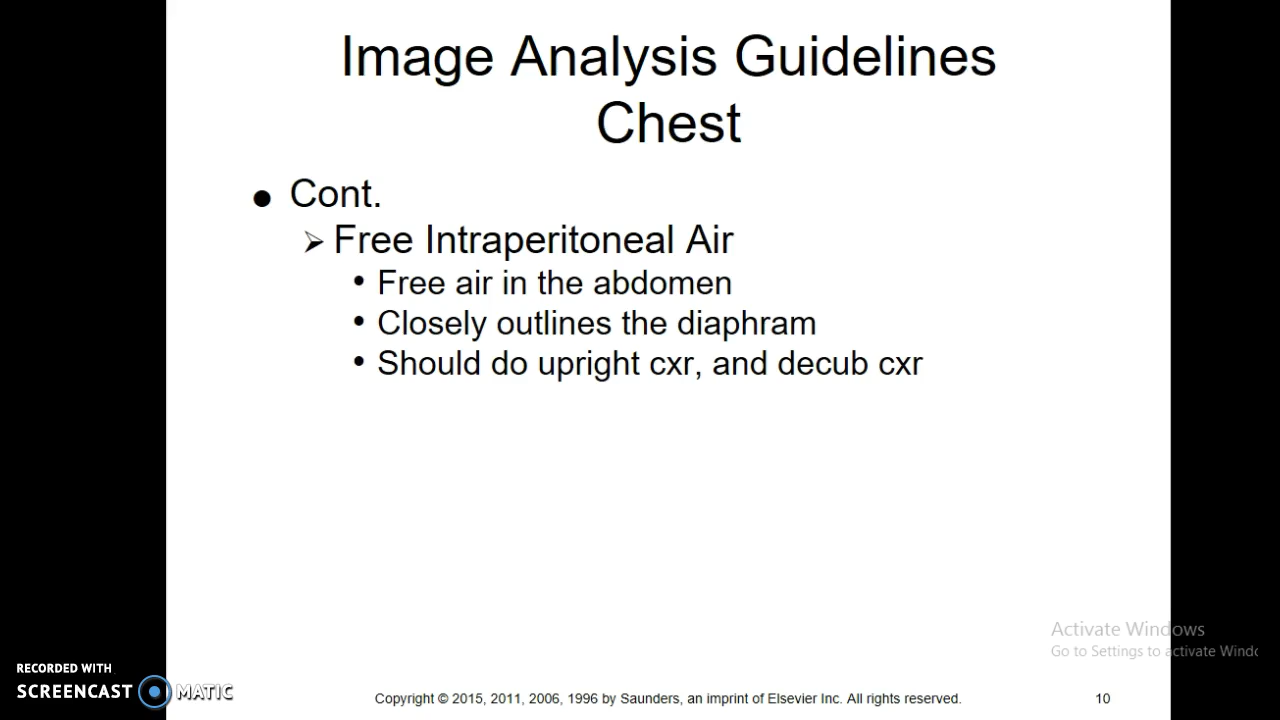 Image Analysis Guidelines
Chest
● Cont.
➢ Free Intraperitoneal Air
• Free air in the abdomen
• Closely outlines the diaphram
• Should do upright cxr, and decub cxr
Activate Windows
Go to Settings to activate Windo
RECORDED WITH
SCREENCAST MATIC
Copyright © 2015, 2011, 2006, 1996 by Saunders, an imprint of Elsevier Inc. All rights reserved.
10